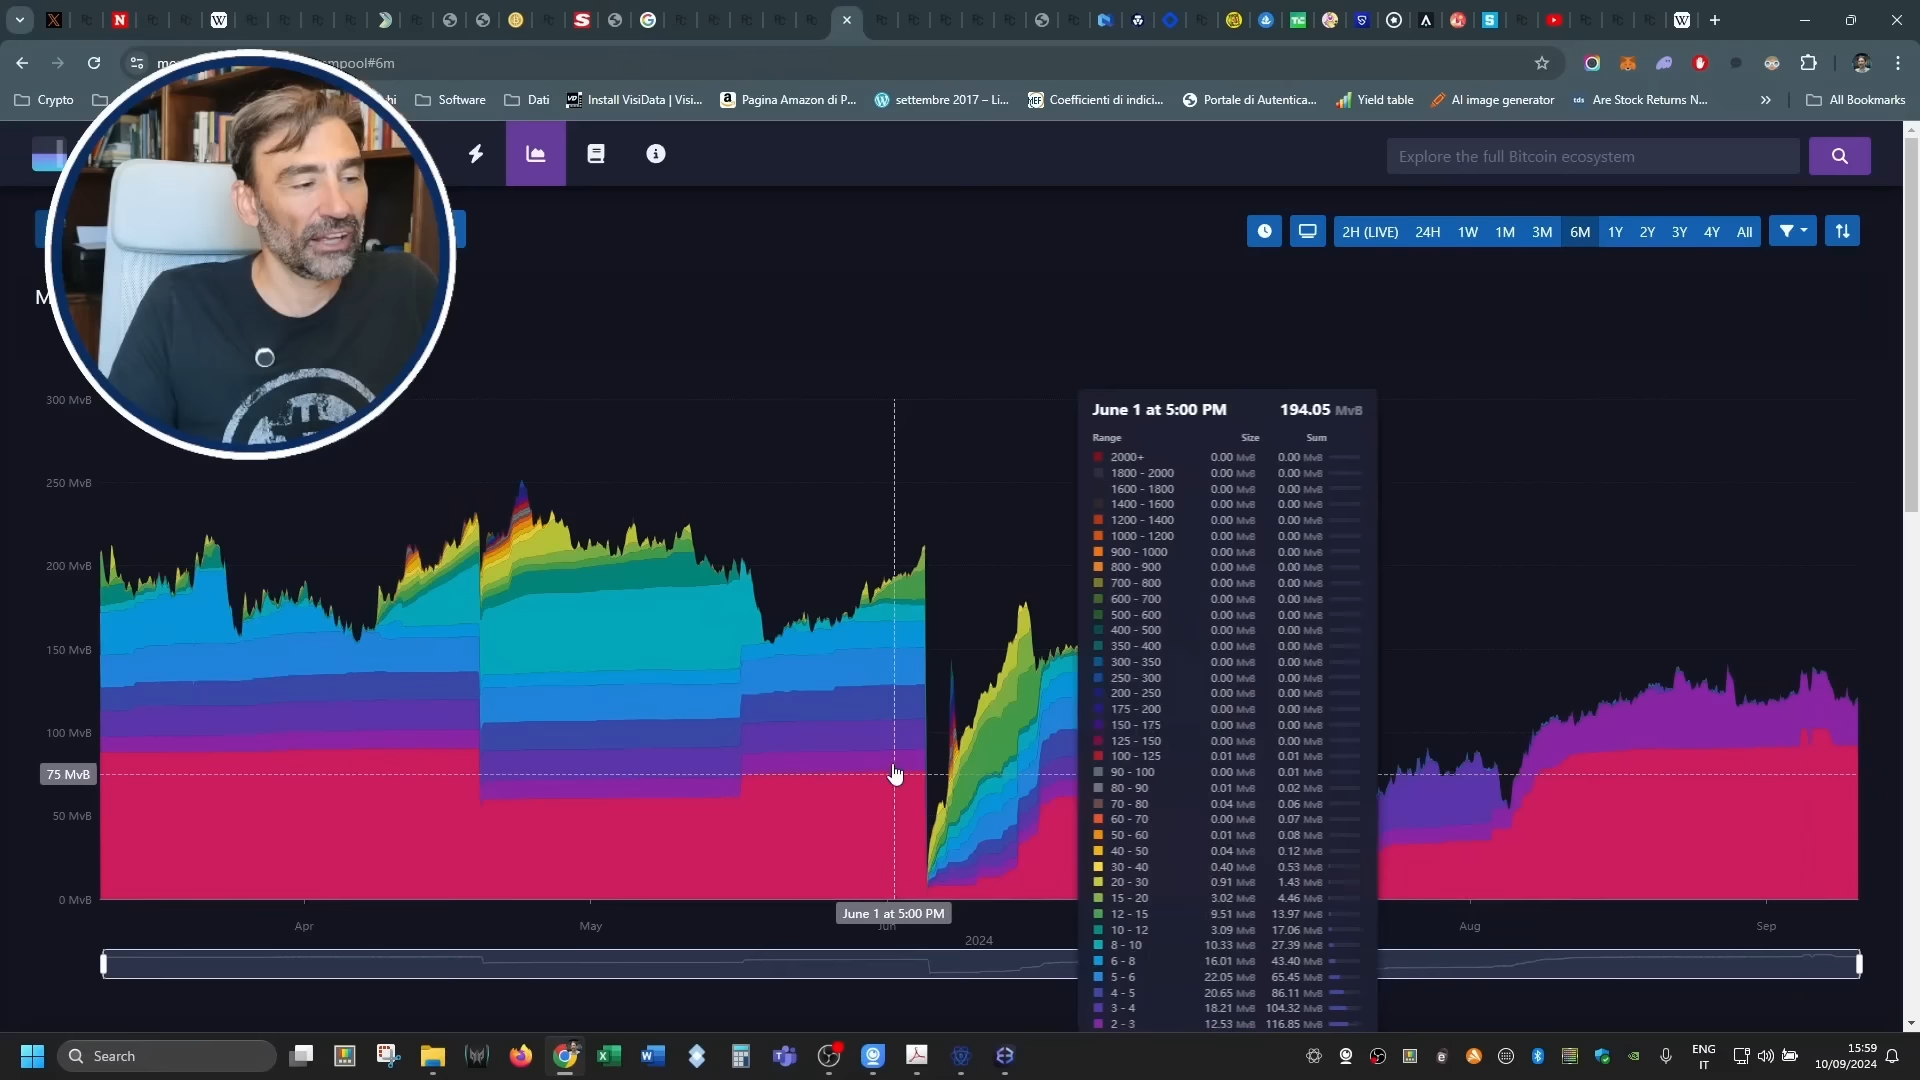 mpool#6m
Crypto
Software
Dati
Install VisiData | Visi...
Pagina Amazon di P...
settembre 2017 – Li...
Coefficienti di indici...
Portale di Autentica...
Yield table
AI image generator
Are Stock Returns N...
All Bookmarks
Explore the full Bitcoin ecosystem
2H (LIVE) 24H 1W 1M 3M 6M 1Y 2Y 3Y 4Y All
M
300 MvB
250 MvB
200 MvB
150 MvB
100 MvB
75 MvB
50 MvB
0 MvB
June 1 at 5:00 PM 194.05 MvB
Range Size Sum
2000+ 0.00 MvB 0.00 MvB
1800 - 2000 0.00 MvB 0.00 MvB
1600 - 1800 0.00 MvB 0.00 MvB
1400 - 1600 0.00 MvB 0.00 MvB
1200 - 1400 0.00 MvB 0.00 MvB
1000 - 1200 0.00 MvB 0.00 MvB
900 - 1000 0.00 MvB 0.00 MvB
800 - 900 0.00 MvB 0.00 MvB
700 - 800 0.00 MvB 0.00 MvB
600 - 700 0.00 MvB 0.00 MvB
500 - 600 0.00 MvB 0.00 MvB
400 - 500 0.00 MvB 0.00 MvB
350 - 400 0.00 MvB 0.00 MvB
300 - 350 0.00 MvB 0.00 MvB
250 - 300 0.00 MvB 0.00 MvB
200 - 250 0.00 MvB 0.00 MvB
175 - 200 0.00 MvB 0.00 MvB
150 - 175 0.00 MvB 0.00 MvB
125 - 150 0.00 MvB 0.00 MvB
100 - 125 0.01 MvB 0.01 MvB
90 - 100 0.00 MvB 0.01 MvB
80 - 90 0.01 MvB 0.02 MvB
70 - 80 0.04 MvB 0.06 MvB
60 - 70 0.00 MvB 0.07 MvB
50 - 60 0.01 MvB 0.08 MvB
40 - 50 0.04 MvB 0.12 MvB
30 - 40 0.40 MvB 0.53 MvB
20 - 30 0.91 MvB 1.43 MvB
15 - 20 3.02 MvB 4.46 MvB
12 - 15 9.51 MvB 13.97 MvB
10 - 12 3.09 MvB 17.06 MvB
8 - 10 10.33 MvB 27.39 MvB
6 - 8 16.01 MvB 43.40 MvB
5 - 6 22.05 MvB 65.45 MvB
4 - 5 20.65 MvB 86.11 MvB
3 - 4 18.21 MvB 104.32 MvB
2 - 3 12.53 MvB 116.85 MvB
June 1 at 5:00 PM
Apr May Jun Aug Sep
2024
Search
ENG
IT
15:59
10/09/2024